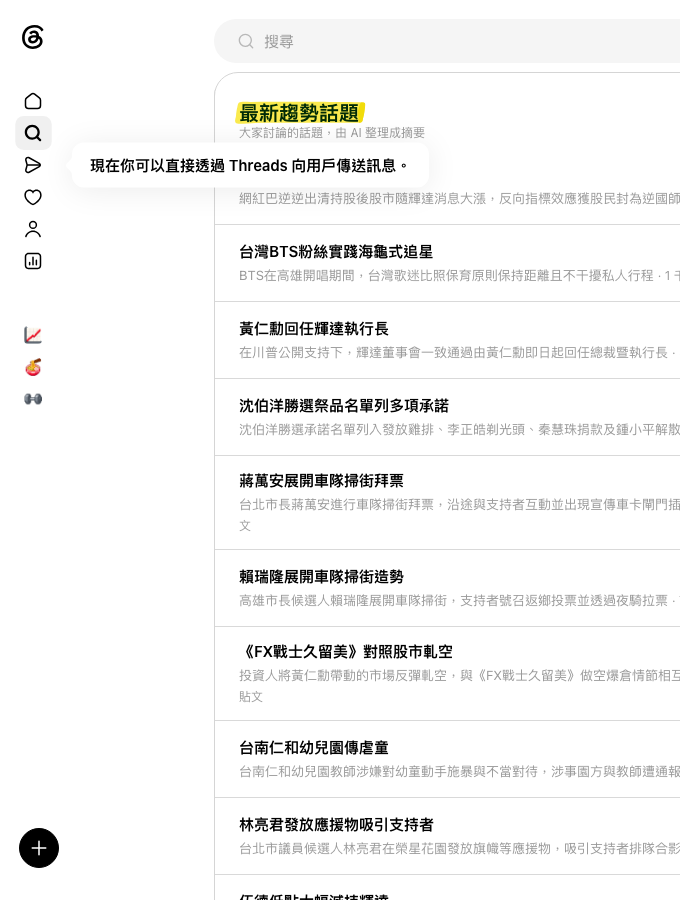 搜尋
最新趨勢話題
大家討論的話題，由 AI 整理成摘要
現在你可以直接透過 Threads 向用戶傳送訊息。
網紅巴逆逆出清持股後股市隨輝達消息大漲，反向指標效應獲股民封為逆國師
台灣BTS粉絲實踐海龜式追星
BTS在高雄開唱期間，台灣歌迷比照保育原則保持距離且不干擾私人行程 · 1 千
黃仁勳回任輝達執行長
在川普公開支持下，輝達董事會一致通過由黃仁勳即日起回任總裁暨執行長 ·
沈伯洋勝選祭品名單列多項承諾
沈伯洋勝選承諾名單列入發放雞排、李正皓剃光頭、秦慧珠捐款及鍾小平解散
蔣萬安展開車隊掃街拜票
台北市長蔣萬安進行車隊掃街拜票，沿途與支持者互動並出現宣傳車卡閘門插
文
賴瑞隆展開車隊掃街造勢
高雄市長候選人賴瑞隆展開車隊掃街，支持者號召返鄉投票並透過夜騎拉票 ·
《FX戰士久留美》對照股市軋空
投資人將黃仁勳帶動的市場反彈軋空，與《FX戰士久留美》做空爆倉情節相互
貼文
台南仁和幼兒園傳虐童
台南仁和幼兒園教師涉嫌對幼童動手施暴與不當對待，涉事園方與教師遭通報
林亮君發放應援物吸引支持者
台北市議員候選人林亮君在榮星花園發放旗幟等應援物，吸引支持者排隊合影